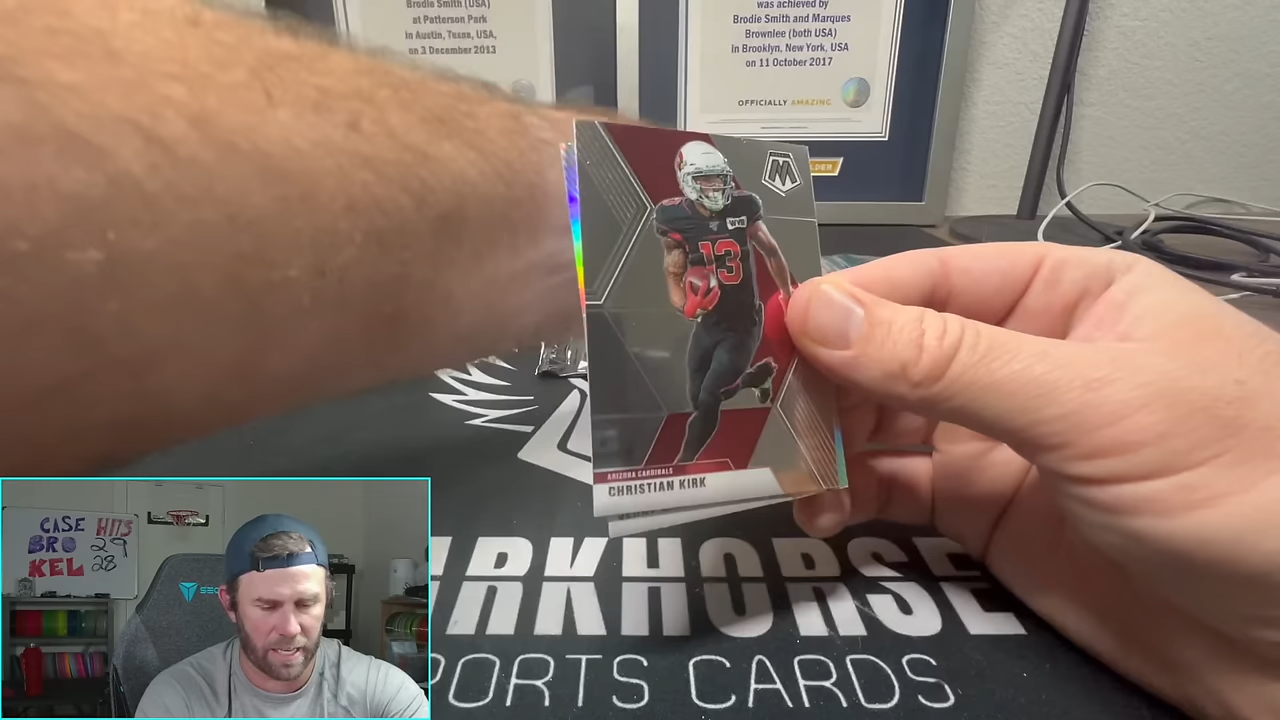 Brodie Smith (USA)
at Patterson Park
in Austin, Texas, USA,
on 3 December 2013
was achieved by
Brodie Smith and Marques
Brownlee (both USA)
in Brooklyn, New York, USA
on 11 October 2017
OFFICIALLY AMAZING
M
WVB
13
ARIZONA CARDINALS
CHRISTIAN KIRK
RKHORSE
PORTS CARDS
CASE HITS
BRO 29
KEL 28
SEC